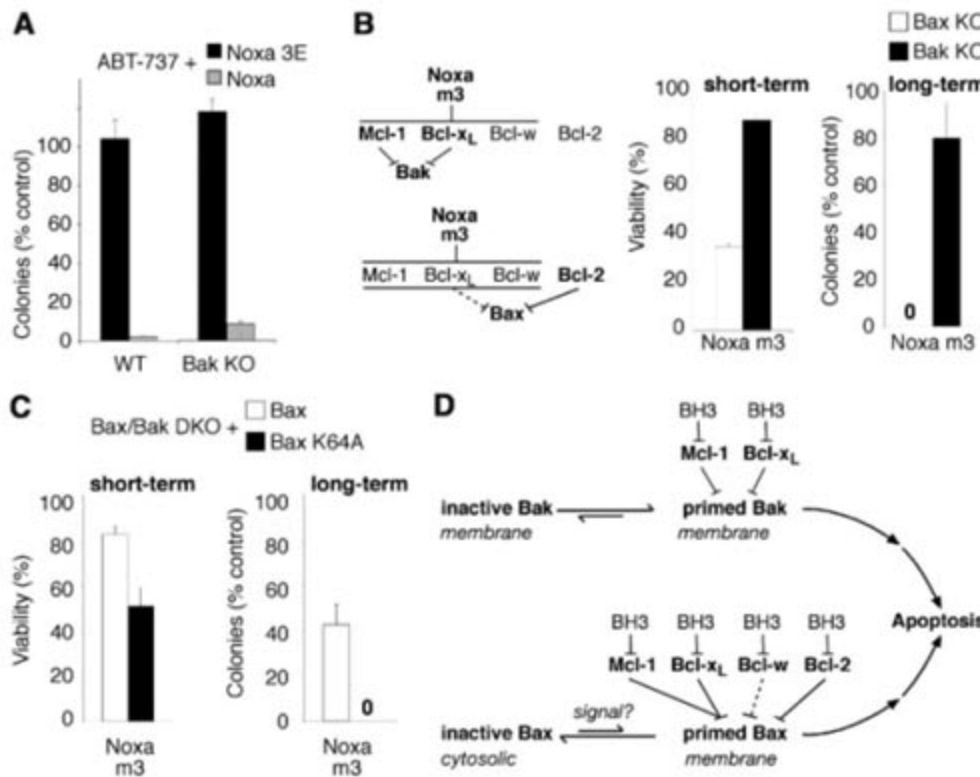 A
ABT-737 +
Noxa 3E
Noxa
Colonies (% control)
100
80
60
40
20
0
WT Bak KO
B
Noxa
m3
Mcl-1 Bcl-xL Bcl-w Bcl-2
Bak
Noxa
m3
Mcl-1 Bcl-xL Bcl-w Bcl-2
Bax
Bax KO
Bak KO
short-term
Viability (%)
100
80
60
40
20
0
Noxa m3
long-term
Colonies (% control)
100
80
60
40
20
0
0
Noxa m3
C
Bax/Bak DKO +
Bax
Bax K64A
short-term
Viability (%)
100
80
60
40
20
0
Noxa
m3
long-term
Colonies (% control)
100
80
60
40
20
0
0
Noxa
m3
D
BH3 BH3
Mcl-1 Bcl-xL
inactive Bak primed Bak
membrane membrane
Apoptosis
BH3 BH3 BH3 BH3
Mcl-1 Bcl-xL Bcl-w Bcl-2
signal?
inactive Bax primed Bax
cytosolic membrane